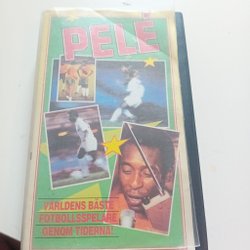 PELÉ
VÄRLDENS BÄSTE
FOTBOLLSSPELARE
GENOM TIDERNA!